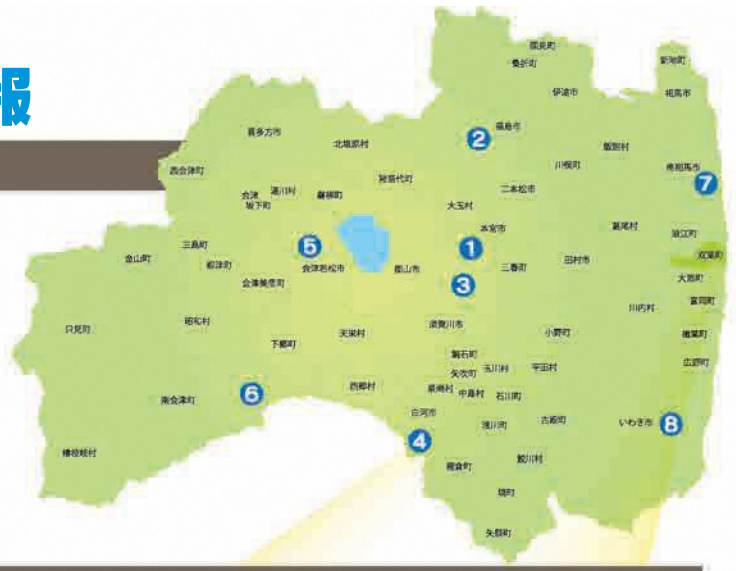 報
国見町
桑折町
新地町
伊達市
相馬市
福島市
②
喜多方市
北塩原村
飯舘村
川俣町
南相馬市
⑦
西会津町
猪苗代町
二本松市
会津
坂下町
湯川村
磐梯町
大玉村
本宮市
①
葛尾村
浪江町
双葉町
三島町
金山町
柳津町
⑤
会津若松市
郡山市
三春町
田村市
大熊町
会津美里町
③
富岡町
川内村
昭和村
只見町
天栄村
須賀川市
小野町
楢葉町
下郷町
鏡石町
広野町
矢吹町
玉川村
平田村
西郷村
泉崎村
中島村
石川町
南会津町
⑥
白河市
④
浅川町
古殿町
いわき市
⑧
檜枝岐村
棚倉町
鮫川村
塙町
矢祭町